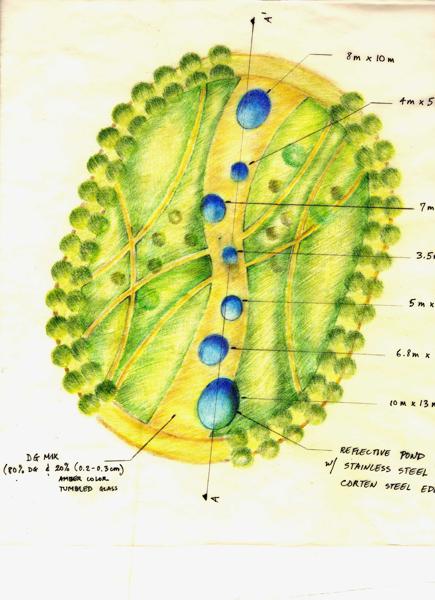 A'
8m x 10m
4m x 5
7m
3.5
5m x
6.8m x
10m x 13m
DG MIX
(80% DG & 20% (0.2-0.3cm)
AMBER COLOR
TUMBLED GLASS
REFLECTIVE POND
W/ STAINLESS STEEL
CORTEN STEEL ED
A